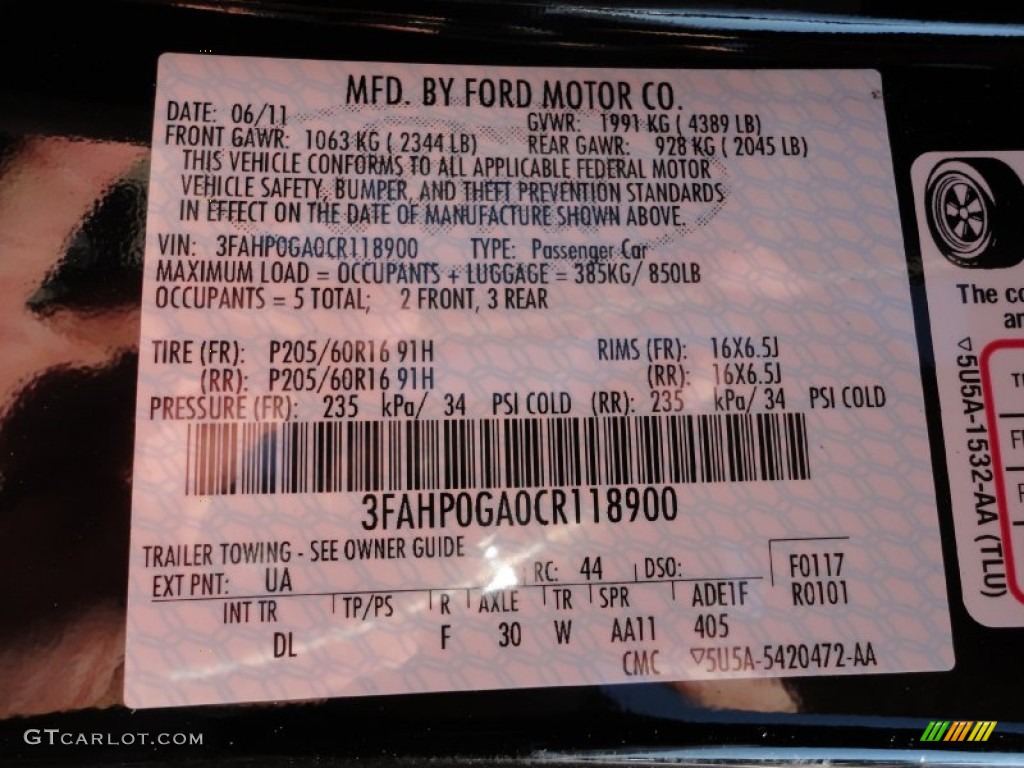 MFD. BY FORD MOTOR CO.
DATE: 06/11 GVWR: 1991 KG ( 4389 LB)
FRONT GAWR: 1063 KG ( 2344 LB) REAR GAWR: 928 KG ( 2045 LB)
THIS VEHICLE CONFORMS TO ALL APPLICABLE FEDERAL MOTOR
VEHICLE SAFETY, BUMPER, AND THEFT PREVENTION STANDARDS
IN EFFECT ON THE DATE OF MANUFACTURE SHOWN ABOVE.
VIN: 3FAHP0GA0CR118900 TYPE: Passenger Car
MAXIMUM LOAD = OCCUPANTS + LUGGAGE = 385KG/ 850LB
OCCUPANTS = 5 TOTAL; 2 FRONT, 3 REAR
TIRE (FR): P205/60R16 91H RIMS (FR): 16X6.5J
(RR): P205/60R16 91H (RR): 16X6.5J
PRESSURE (FR): 235 kPa/ 34 PSI COLD (RR): 235 kPa/ 34 PSI COLD
3FAHP0GA0CR118900
TRAILER TOWING - SEE OWNER GUIDE
EXT PNT: UA RC: 44 DSO: F0117
INT TR TP/PS R AXLE TR SPR ADE1F R0101
DL F 30 W AA11 405
CMC ▽5U5A-5420472-AA
The
▽5U5A-1532-AA (TLU)
GTCARLOT.COM